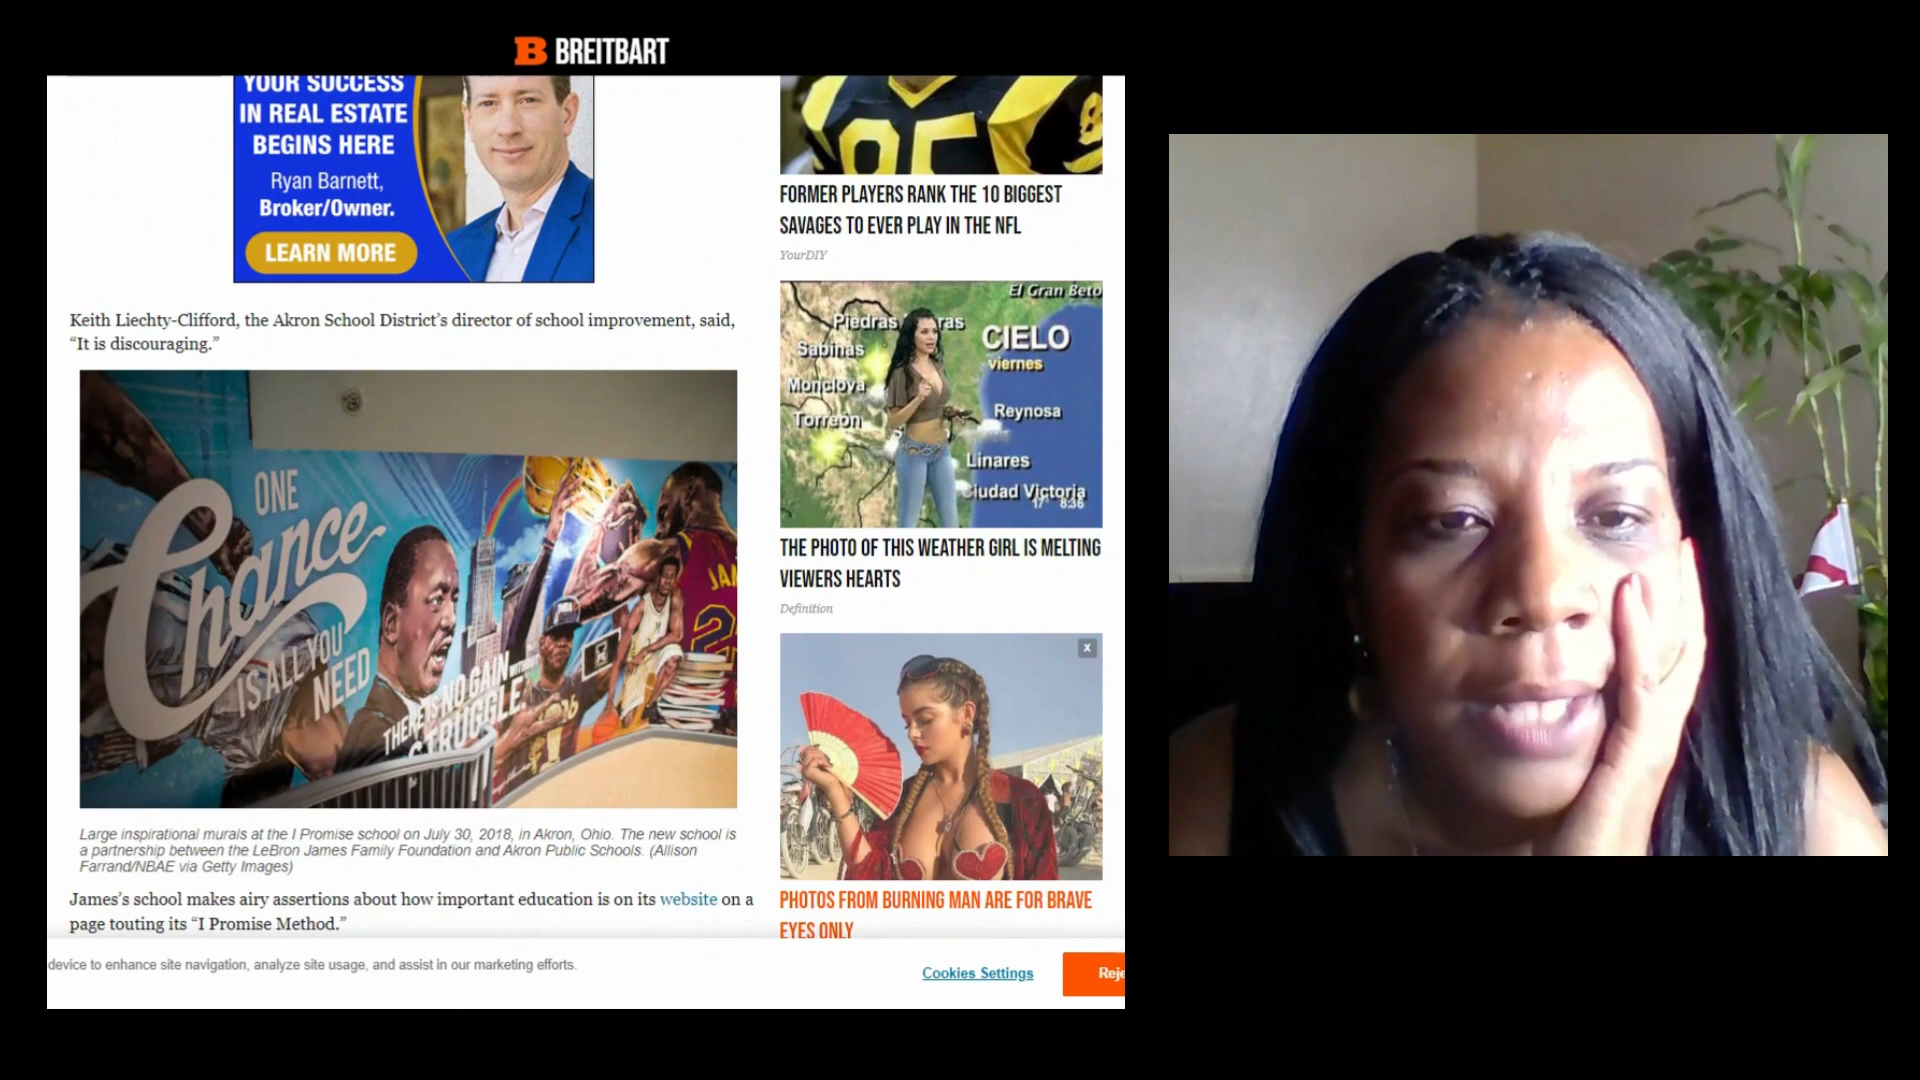 B BREITBART
YOUR SUCCESS
IN REAL ESTATE
BEGINS HERE
Ryan Barnett,
Broker/Owner.
LEARN MORE
Keith Liechty-Clifford, the Akron School District’s director of school improvement, said,
“It is discouraging.”
ONE
Chance
IS ALL YOU
NEED
THERE IS NO GAIN WITHOUT
STRUGGLE.
Large inspirational murals at the I Promise school on July 30, 2018, in Akron, Ohio. The new school is
a partnership between the LeBron James Family Foundation and Akron Public Schools. (Allison
Farrand/NBAE via Getty Images)
James’s school makes airy assertions about how important education is on its website on a
page touting its “I Promise Method.”
95
FORMER PLAYERS RANK THE 10 BIGGEST
SAVAGES TO EVER PLAY IN THE NFL
YourDIY
El Gran Beto
Piedras
CIELO
Sabinas
viernes
Monclova
Reynosa
Torreón
Linares
Ciudad Victoria
17° 8:36
THE PHOTO OF THIS WEATHER GIRL IS MELTING
VIEWERS HEARTS
Definition
X
PHOTOS FROM BURNING MAN ARE FOR BRAVE
EYES ONLY
device to enhance site navigation, analyze site usage, and assist in our marketing efforts.
Cookies Settings
Reje